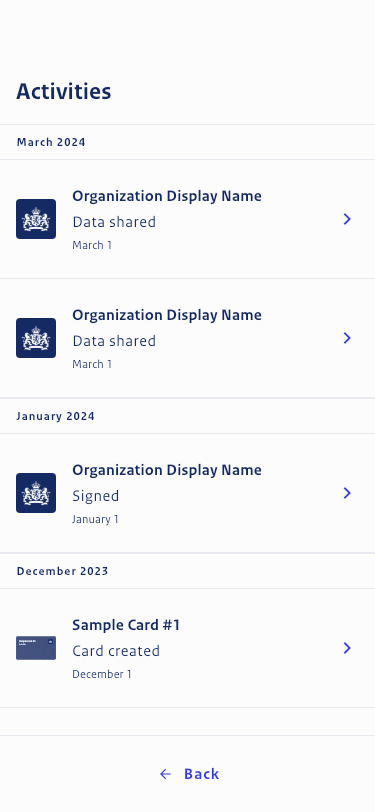 Activities
March 2024
Organization Display Name
Data shared
March 1
Organization Display Name
Data shared
March 1
January 2024
Organization Display Name
Signed
January 1
December 2023
Sample Card #1
Card created
December 1
Back